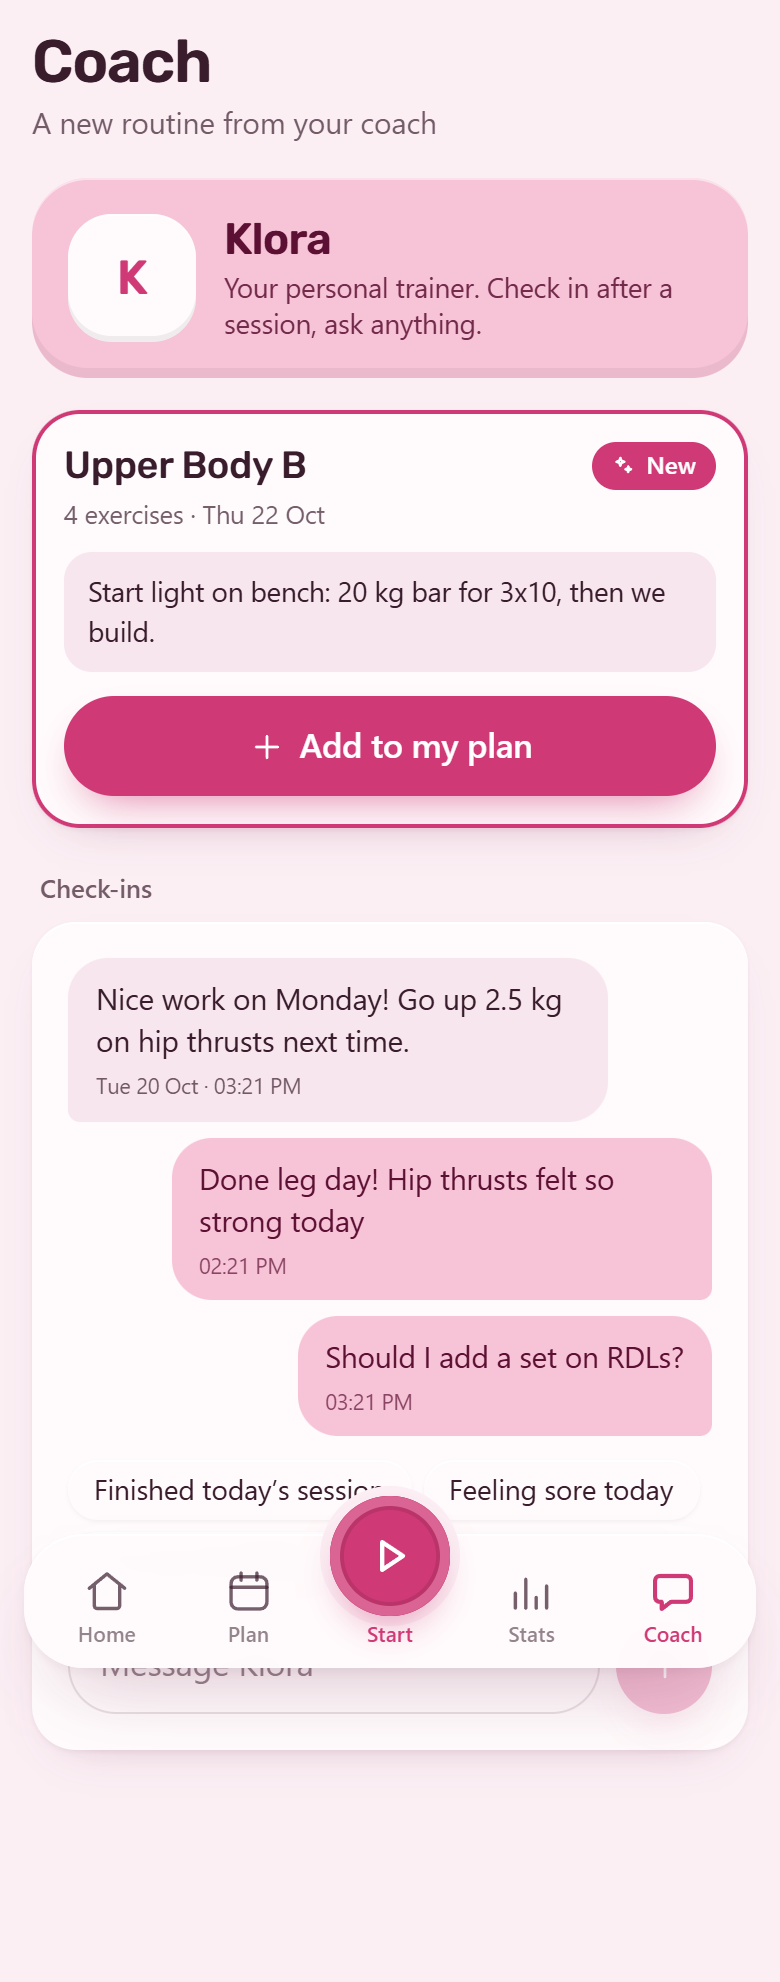 Coach
A new routine from your coach
K
Klora
Your personal trainer. Check in after a
session, ask anything.
Upper Body B
New
4 exercises · Thu 22 Oct
Start light on bench: 20 kg bar for 3x10, then we
build.
+ Add to my plan
Check-ins
Nice work on Monday! Go up 2.5 kg
on hip thrusts next time.
Tue 20 Oct · 03:21 PM
Done leg day! Hip thrusts felt so
strong today
02:21 PM
Should I add a set on RDLs?
03:21 PM
Finished today’s session
Feeling sore today
Home
Plan
Start
Stats
Coach
Message Klora